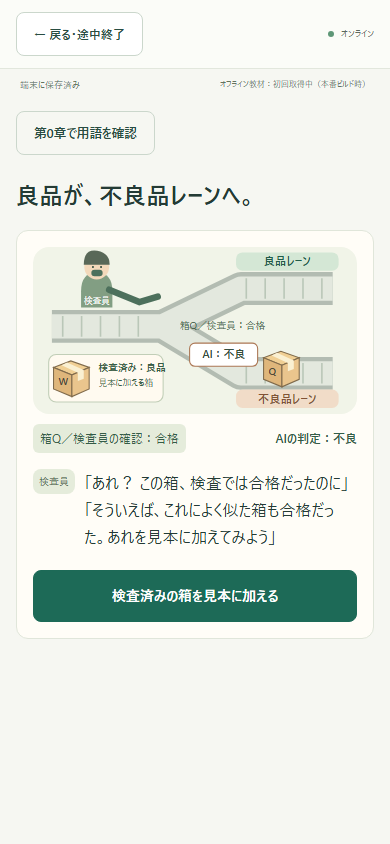 ← 戻る・途中終了
オンライン
端末に保存済み
オフライン教材：初回取得中（本番ビルド時）
第0章で用語を確認
良品が、不良品レーンへ。
良品レーン
検査員
箱Q／検査員：合格
AI：不良
検査済み：良品
見本に加える箱
W
Q
不良品レーン
箱Q／検査員の確認：合格
AIの判定：不良
検査員
「あれ？ この箱、検査では合格だったのに」
「そういえば、これによく似た箱も合格だっ
た。あれを見本に加えてみよう」
検査済みの箱を見本に加える